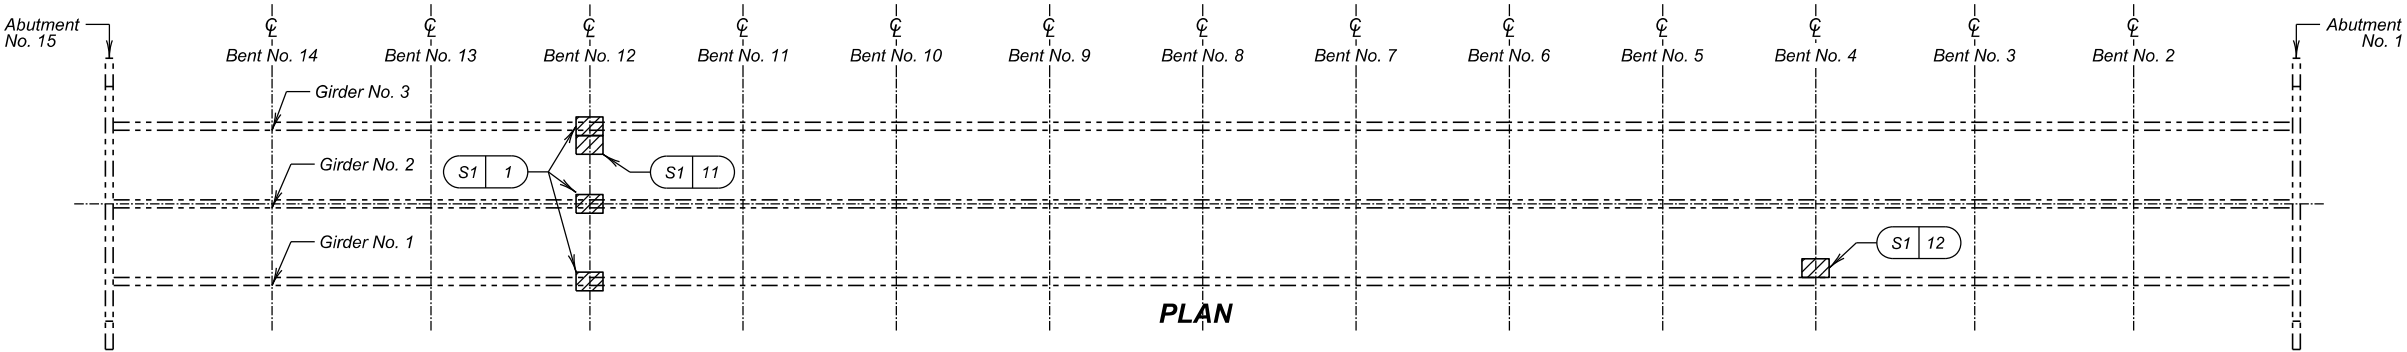 Abutment
No. 15
℄
Bent No. 14
℄
Bent No. 13
℄
Bent No. 12
℄
Bent No. 11
℄
Bent No. 10
℄
Bent No. 9
℄
Bent No. 8
℄
Bent No. 7
℄
Bent No. 6
℄
Bent No. 5
℄
Bent No. 4
℄
Bent No. 3
℄
Bent No. 2
Abutment
No. 1
Girder No. 3
Girder No. 2
S1 1
S1 11
Girder No. 1
S1 12
PLAN